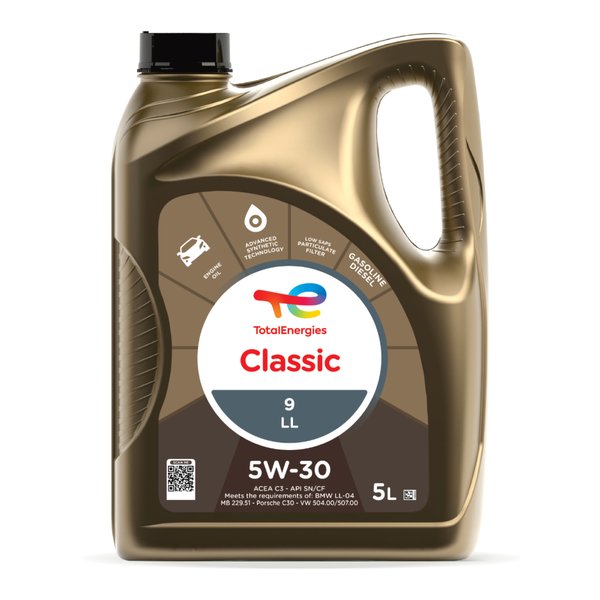 ENGINE
OIL
ADVANCED
SYNTHETIC
TECHNOLOGY
LOW SAPS
PARTICULATE
FILTER
GASOLINE
DIESEL
TotalEnergies
Classic
9
LL
5W-30
ACEA C3 - API SN/CF
Meets the requirements of: BMW LL-04
MB 229.51 - Porsche C30 - VW 504.00/507.00
5L